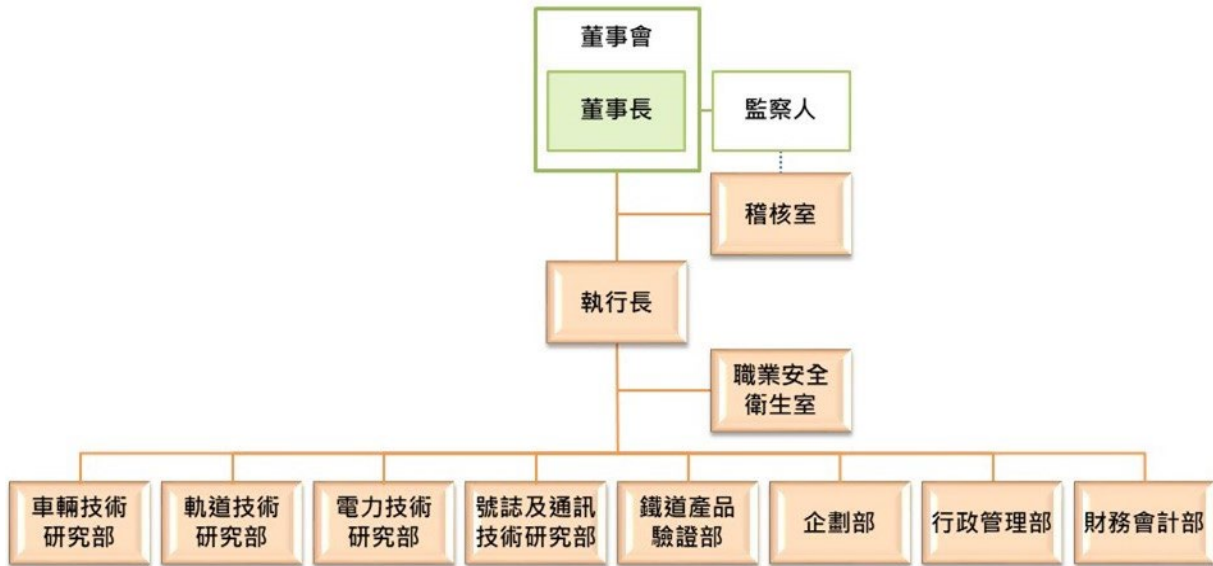 董事會
董事長
監察人
稽核室
執行長
職業安全
衛生室
車輛技術
研究部
軌道技術
研究部
電力技術
研究部
號誌及通訊
技術研究部
鐵道產品
驗證部
企劃部
行政管理部
財務會計部